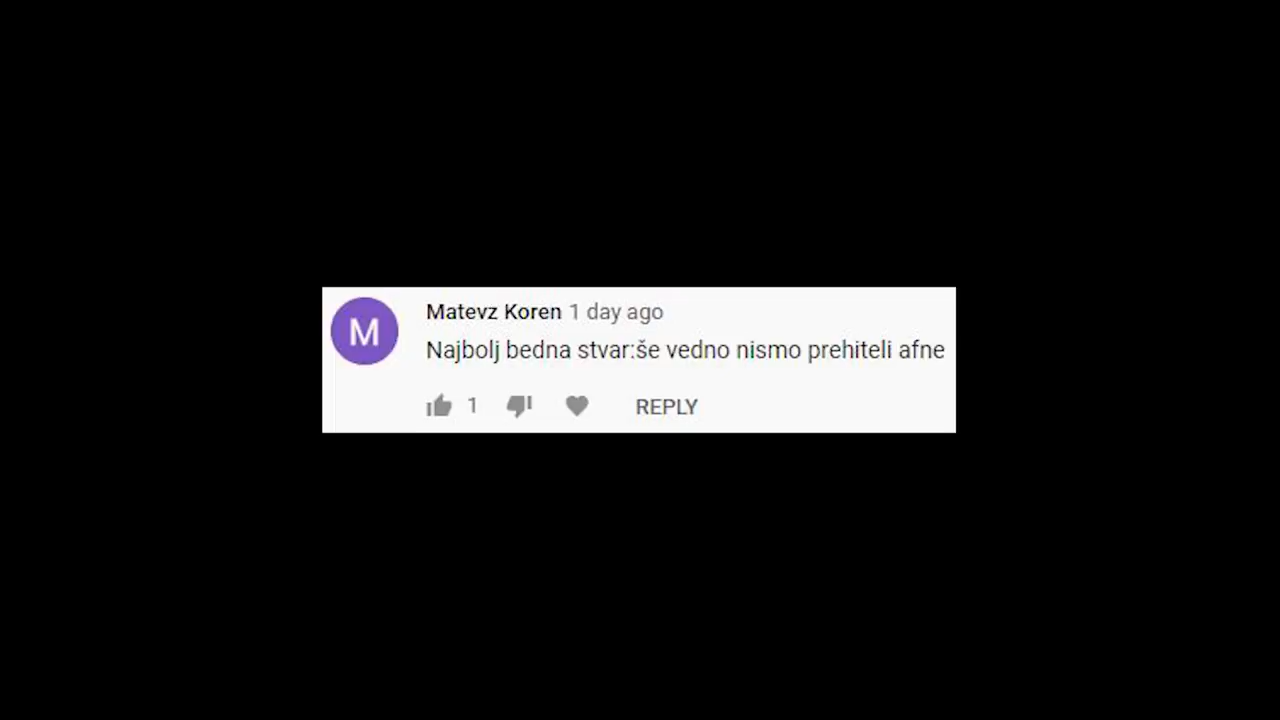 M
Matevz Koren 1 day ago
Najbolj bedna stvar:še vedno nismo prehiteli afne
1
REPLY